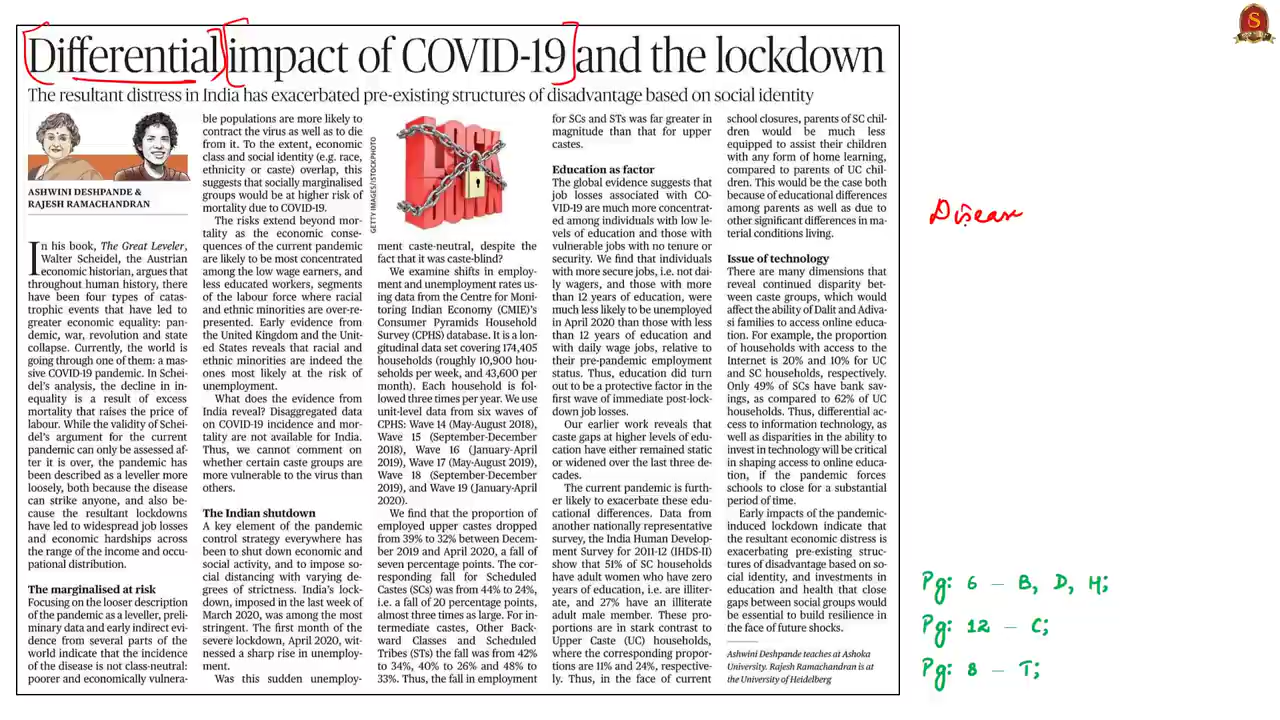 Differential impact of COVID-19 and the lockdown
The resultant distress in India has exacerbated pre-existing structures of disadvantage based on social identity
ASHWINI DESHPANDE &
RAJESH RAMACHANDRAN
In his book, The Great Leveler,
Walter Scheidel, the Austrian
economic historian, argues that
throughout human history, there
have been four types of catas-
trophic events that have led to
greater economic equality: pan-
demic, war, revolution and state
collapse. Currently, the world is
going through one of them: a mas-
sive COVID-19 pandemic. In Schei-
del's analysis, the decline in in-
equality is a result of excess
mortality that raises the price of
labour. While the validity of Schei-
del's argument for the current
pandemic can only be assessed af-
ter it is over, the pandemic has
been described as a leveller more
loosely, both because the disease
can strike anyone, and also be-
cause the resultant lockdowns
have led to widespread job losses
and economic hardships across
the range of the income and occu-
pational distribution.
The marginalised at risk
Focusing on the looser description
of the pandemic as a leveller, preli-
minary data and early indirect evi-
dence from several parts of the
world indicate that the incidence
of the disease is not class-neutral:
poorer and economically vulnera-
ble populations are more likely to
contract the virus as well as to die
from it. To the extent, economic
class and social identity (e.g. race,
ethnicity or caste) overlap, this
suggests that socially marginalised
groups would be at higher risk of
mortality due to COVID-19.
The risks extend beyond mor-
tality as the economic conse-
quences of the current pandemic
are likely to be most concentrated
among the low wage earners, and
less educated workers, segments
of the labour force where racial
and ethnic minorities are over-re-
presented. Early evidence from
the United Kingdom and the Unit-
ed States reveals that racial and
ethnic minorities are indeed the
ones most likely at the risk of
unemployment.
What does the evidence from
India reveal? Disaggregated data
on COVID-19 incidence and mor-
tality are not available for India.
Thus, we cannot comment on
whether certain caste groups are
more vulnerable to the virus than
others.
The Indian shutdown
A key element of the pandemic
control strategy everywhere has
been to shut down economic and
social activity, and to impose so-
cial distancing with varying de-
grees of strictness. India's lock-
down, imposed in the last week of
March 2020, was among the most
stringent. The first month of the
severe lockdown, April 2020, wit-
nessed a sharp rise in unemploy-
ment.
Was this sudden unemploy-
GETTY IMAGES/ISTOCKPHOTO
LOCK
DOWN
ment caste-neutral, despite the
fact that it was caste-blind?
We examine shifts in employ-
ment and unemployment rates us-
ing data from the Centre for Moni-
toring Indian Economy (CMIE)'s
Consumer Pyramids Household
Survey (CPHS) database. It is a lon-
gitudinal data set covering 174,405
households (roughly 10,900 hou-
seholds per week, and 43,600 per
month). Each household is fol-
lowed three times per year. We use
unit-level data from six waves of
CPHS: Wave 14 (May-August 2018),
Wave 15 (September-December
2018), Wave 16 (January-April
2019), Wave 17 (May-August 2019),
Wave 18 (September-December
2019), and Wave 19 (January-April
2020).
We find that the proportion of
employed upper castes dropped
from 39% to 32% between Decem-
ber 2019 and April 2020, a fall of
seven percentage points. The cor-
responding fall for Scheduled
Castes (SCs) was from 44% to 24%,
i.e. a fall of 20 percentage points,
almost three times as large. For in-
termediate castes, Other Back-
ward Classes and Scheduled
Tribes (STs) the fall was from 42%
to 34%, 40% to 26% and 48% to
33%. Thus, the fall in employment
for SCs and STs was far greater in
magnitude than that for upper
castes.
Education as factor
The global evidence suggests that
job losses associated with CO-
VID-19 are much more concentrat-
ed among individuals with low le-
vels of education and those with
vulnerable jobs with no tenure or
security. We find that individuals
with more secure jobs, i.e. not dai-
ly wagers, and those with more
than 12 years of education, were
much less likely to be unemployed
in April 2020 than those with less
than 12 years of education and
with daily wage jobs, relative to
their pre-pandemic employment
status. Thus, education did turn
out to be a protective factor in the
first wave of immediate post-lock-
down job losses.
Our earlier work reveals that
caste gaps at higher levels of edu-
cation have either remained static
or widened over the last three de-
cades.
The current pandemic is furth-
er likely to exacerbate these edu-
cational differences. Data from
another nationally representative
survey, the India Human Develop-
ment Survey for 2011-12 (IHDS-II)
show that 51% of SC households
have adult women who have zero
years of education, i.e. are illiter-
ate, and 27% have an illiterate
adult male member. These pro-
portions are in stark contrast to
Upper Caste (UC) households,
where the corresponding propor-
tions are 11% and 24%, respective-
ly. Thus, in the face of current
school closures, parents of SC chil-
dren would be much less
equipped to assist their children
with any form of home learning,
compared to parents of UC chil-
dren. This would be the case both
because of educational differences
among parents as well as due to
other significant differences in ma-
terial conditions living.
Issue of technology
There are many dimensions that
reveal continued disparity bet-
ween caste groups, which would
affect the ability of Dalit and Adiva-
si families to access online educa-
tion. For example, the proportion
of households with access to the
Internet is 20% and 10% for UC
and SC households, respectively.
Only 49% of SCs have bank sav-
ings, as compared to 62% of UC
households. Thus, differential ac-
cess to information technology, as
well as disparities in the ability to
invest in technology will be critical
in shaping access to online educa-
tion, if the pandemic forces
schools to close for a substantial
period of time.
Early impacts of the pandemic-
induced lockdown indicate that
the resultant economic distress is
exacerbating pre-existing struc-
tures of disadvantage based on so-
cial identity, and investments in
education and health that close
gaps between social groups would
be essential to build resilience in
the face of future shocks.
Ashwini Deshpande teaches at Ashoka
University. Rajesh Ramachandran is at
the University of Heidelberg
S
Disease
Pg: 6 - B, D, H;
Pg: 12 - C;
Pg: 8 - T;